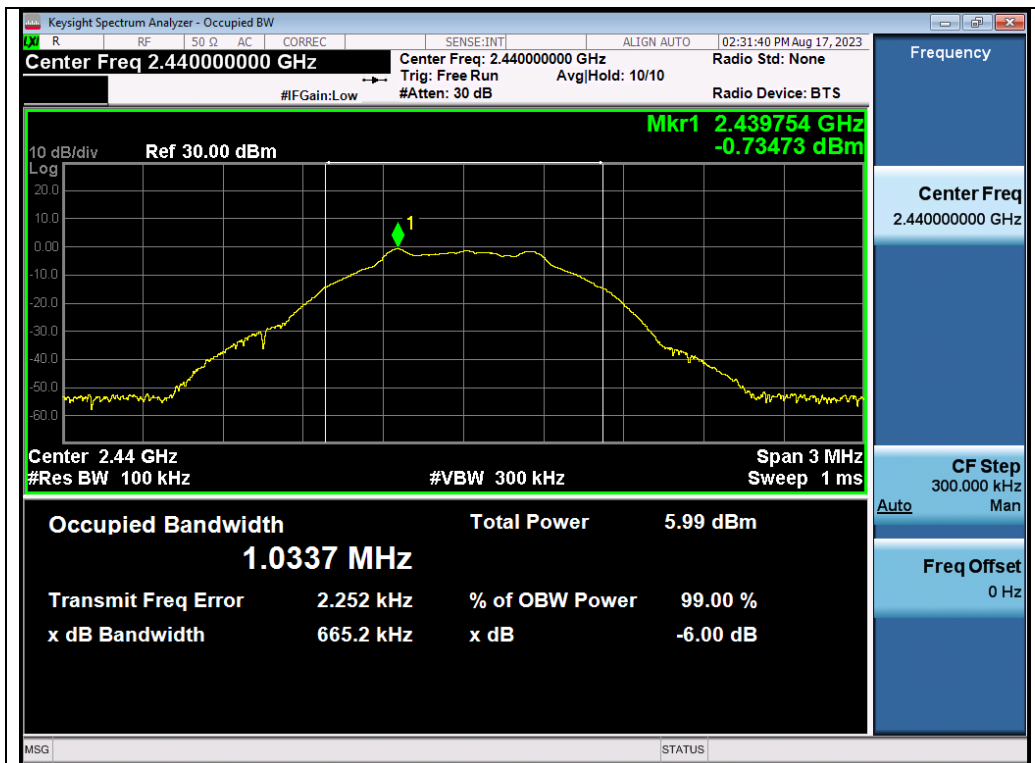 Keysight Spectrum Analyzer - Occupied BW
LXI R RF 50 Ω AC CORREC SENSE:INT ALIGN AUTO 02:31:40 PM Aug 17, 2023
Center Freq 2.440000000 GHz
Center Freq: 2.440000000 GHz Radio Std: None
Trig: Free Run Avg|Hold: 10/10
#IFGain:Low #Atten: 30 dB Radio Device: BTS
Mkr1 2.439754 GHz
-0.73473 dBm
10 dB/div Ref 30.00 dBm
Log
20.0
10.0
1
0.00
-10.0
-20.0
-30.0
-40.0
-50.0
-60.0
Center 2.44 GHz Span 3 MHz
#Res BW 100 kHz #VBW 300 kHz Sweep 1 ms
Occupied Bandwidth Total Power 5.99 dBm
1.0337 MHz
Transmit Freq Error 2.252 kHz % of OBW Power 99.00 %
x dB Bandwidth 665.2 kHz x dB -6.00 dB
Frequency
Center Freq
2.440000000 GHz
CF Step
300.000 kHz
Auto Man
Freq Offset
0 Hz
MSG STATUS